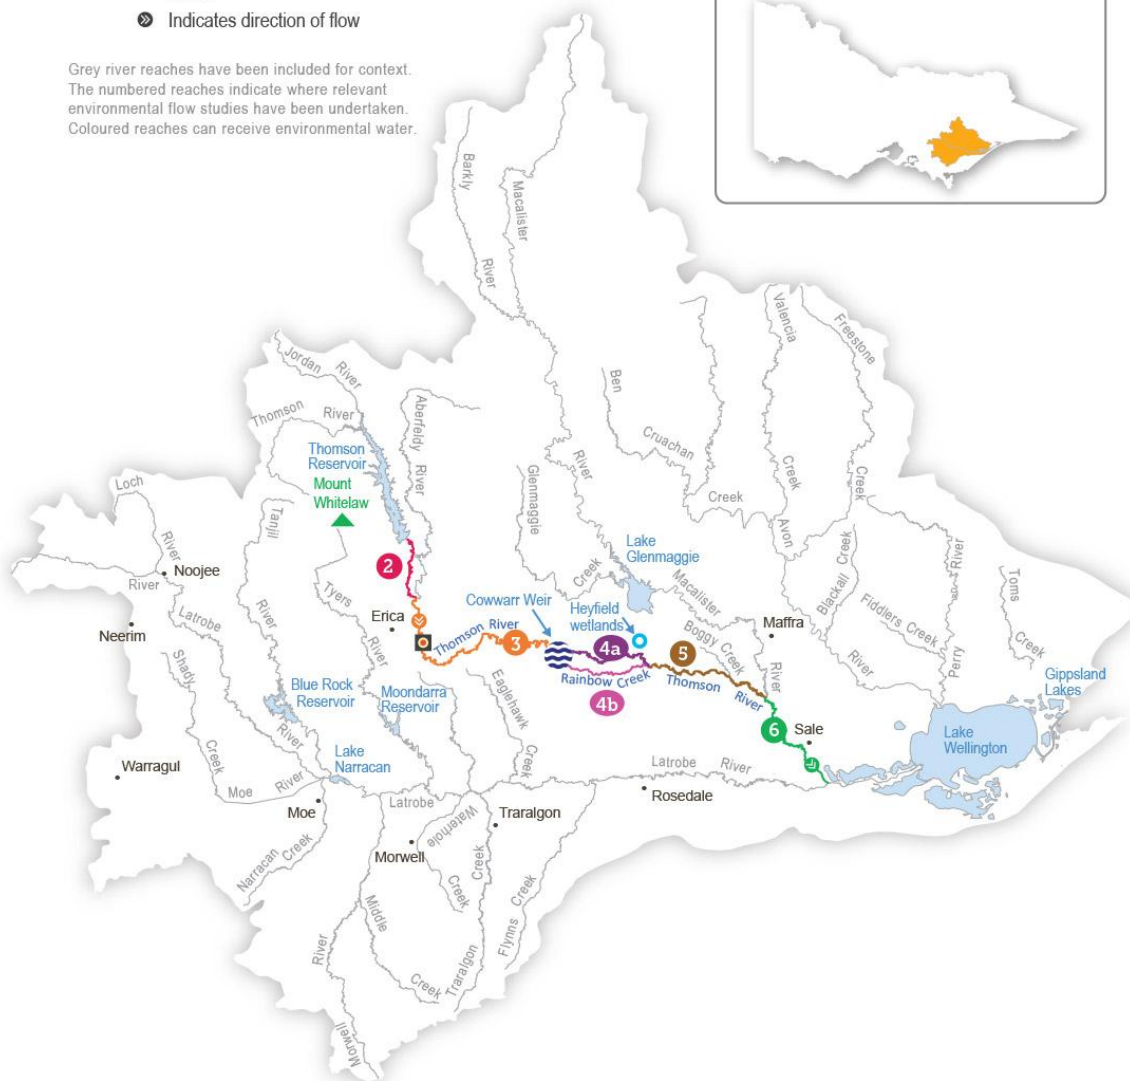 Indicates direction of flow
Grey river reaches have been included for context.
The numbered reaches indicate where relevant
environmental flow studies have been undertaken.
Coloured reaches can receive environmental water.
Barkly
River
Macalister
River
Jordan
River
Thomson
River
Aberfeldy
River
Thomson
Reservoir
Mount
Whitelaw
Ben
Cruachan
Creek
Valencia
Creek
Freestone
Creek
Loch
River
Noojee
River
Latrobe
River
Neerim
Tanjil
River
Glenmaggie
Creek
Lake
Glenmaggie
Macalister
River
Avon
River
Blackall Creek
Fiddlers Creek
Perry
River
Toms
Creek
2
Tyers
River
Erica
Cowwarr Weir
Heyfield
wetlands
Thomson River
3
4a
Rainbow Creek
4b
5
Thomson
River
Boggy Creek
Maffra
Gippsland
Lakes
6
Sale
Lake
Wellington
Shady
Creek
Blue Rock
Reservoir
Moondarra
Reservoir
Eaglehawk
Creek
Lake
Narracan
Warragul
Moe
River
Moe
Latrobe
River
Rosedale
Latrobe
Waterhole
Creek
Traralgon
Morwell
Narracan
Creek
Middle
Creek
Traralgon
Creek
Flynns
Creek
Morwell
River